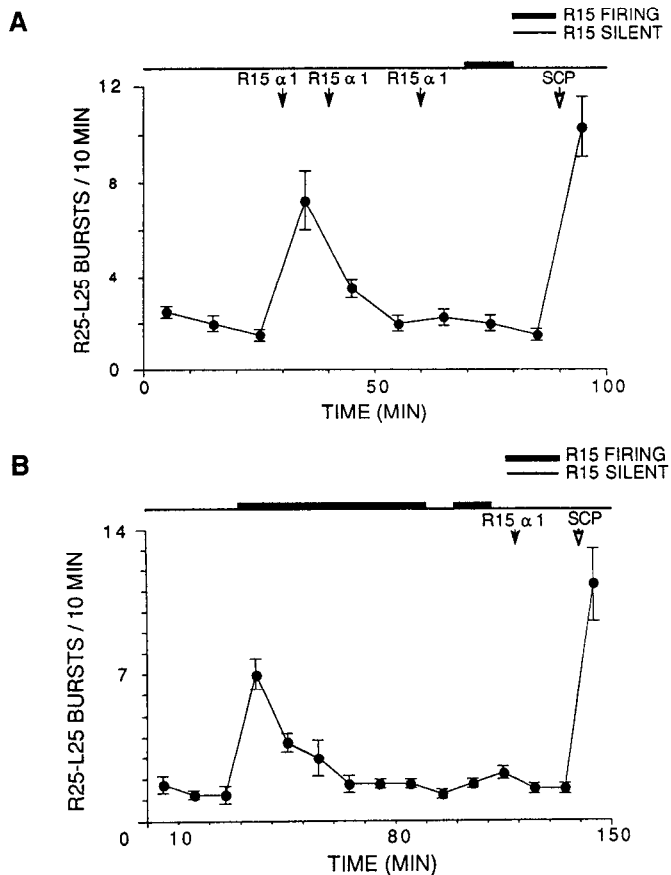 A
R15 FIRING
R15 SILENT
R15 α 1 R15 α 1 R15 α 1 SCP
12
8
4
0
R25-L25 BURSTS / 10 MIN
0 50 100
TIME (MIN)
B
R15 FIRING
R15 SILENT
R15 α 1 SCP
14
7
0
R25-L25 BURSTS / 10 MIN
10 80 150
TIME (MIN)